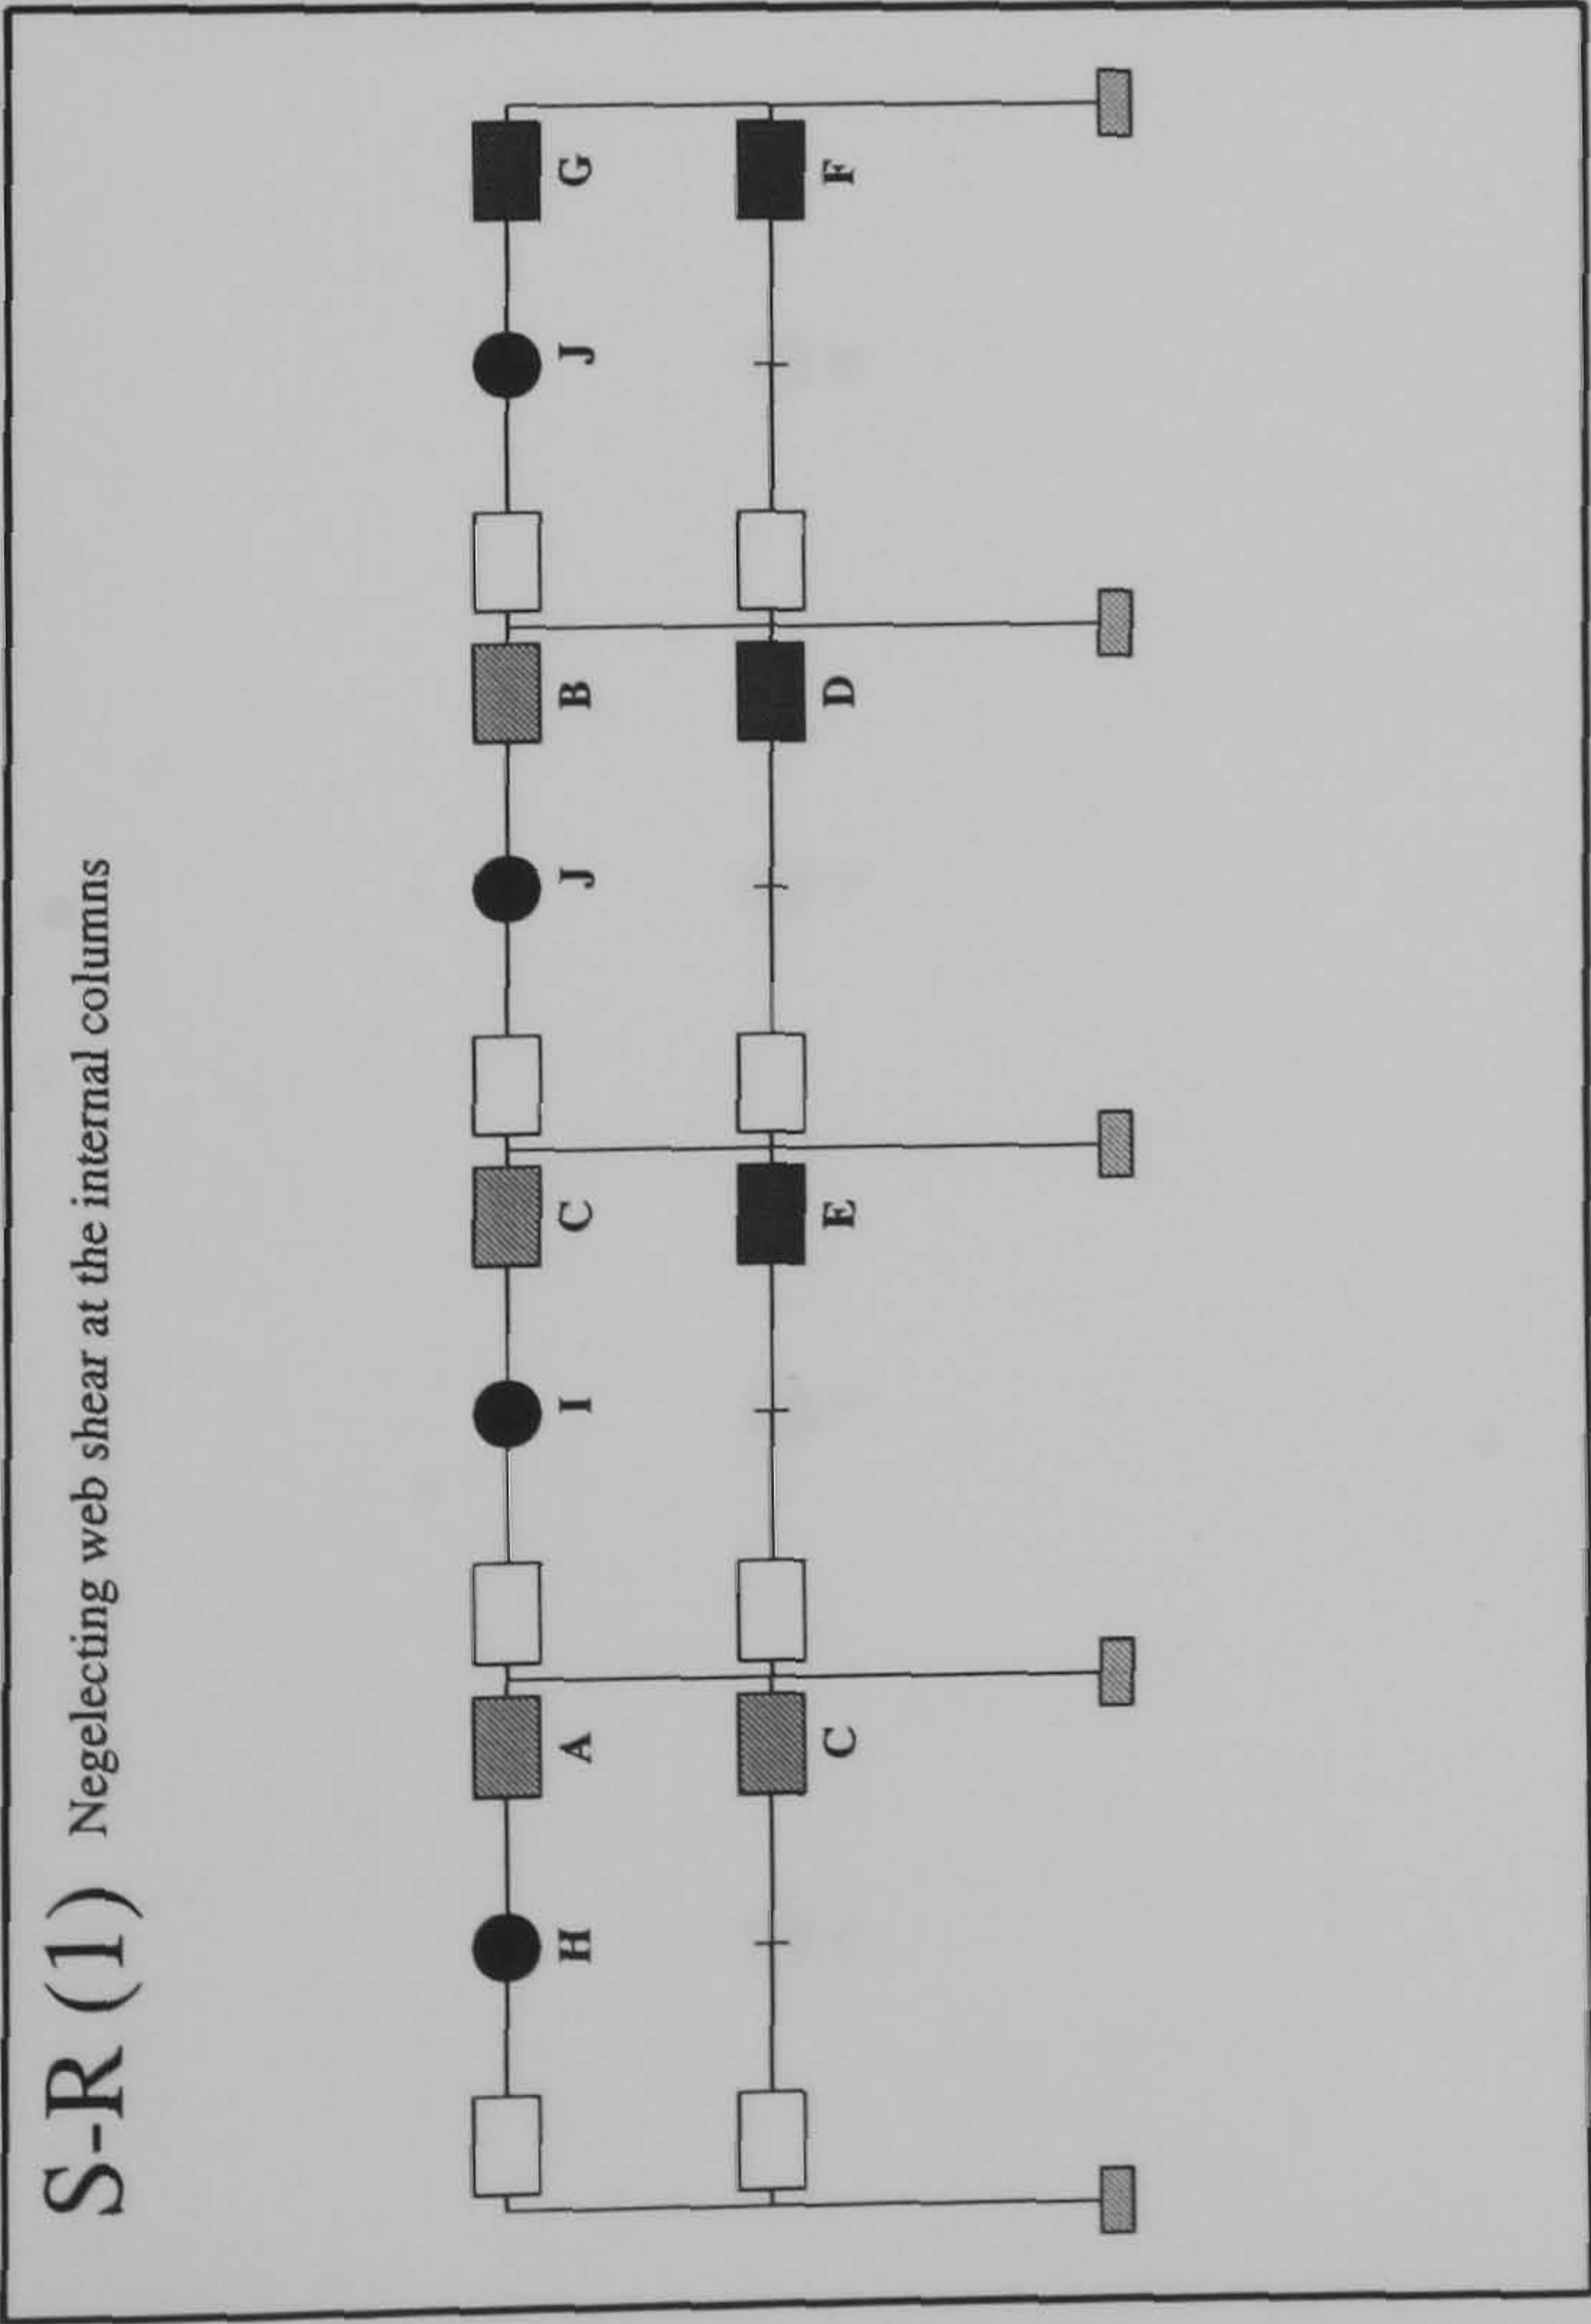 S-R (1) Negelecting web shear at the internal columns
H A I C J B J G
C E D F